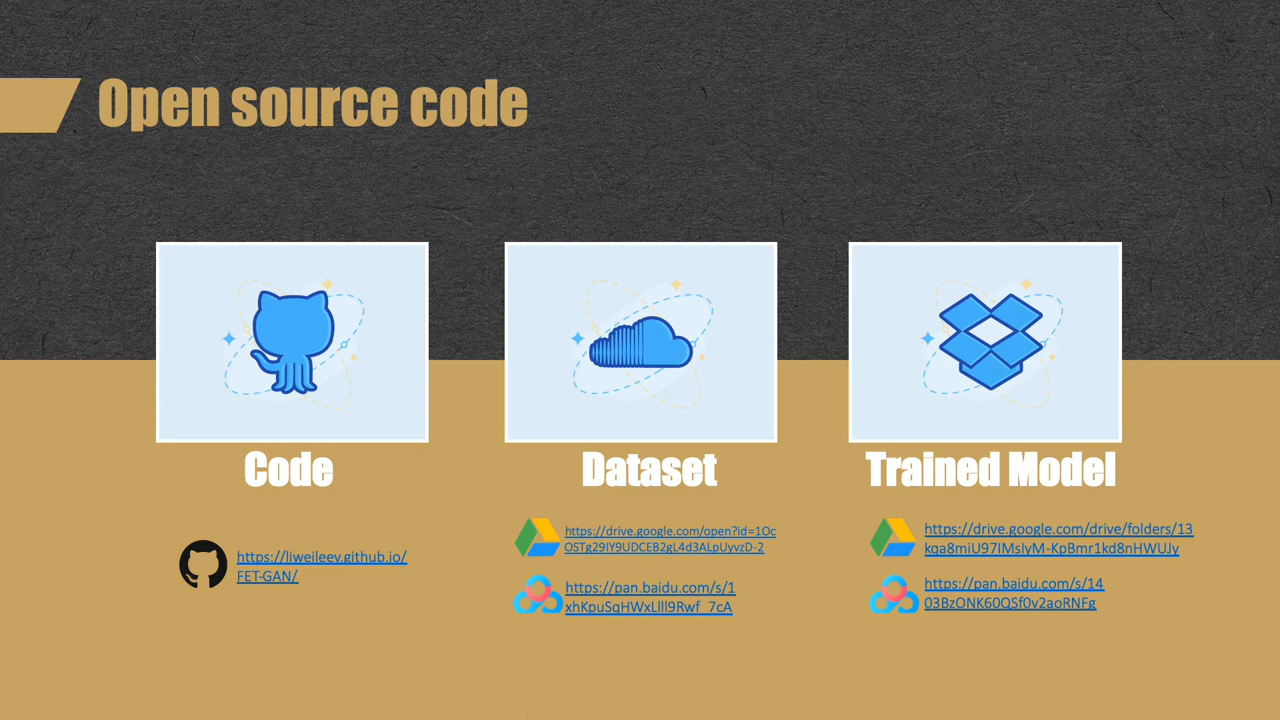 Open source code
Code
Dataset
Trained Model
https://liweileev.github.io/
FET-GAN/
https://drive.google.com/open?id=1Oc
OSTg29IY9UDCEB2gL4d3ALpUyvzD-2
https://pan.baidu.com/s/1
xhKpuSqHWxLlll9Rwf_7cA
https://drive.google.com/drive/folders/13
kqa8miU97IMslyM-KpBmr1kd8nHWUJy
https://pan.baidu.com/s/14
03BzONK60QSf0v2aoRNFg